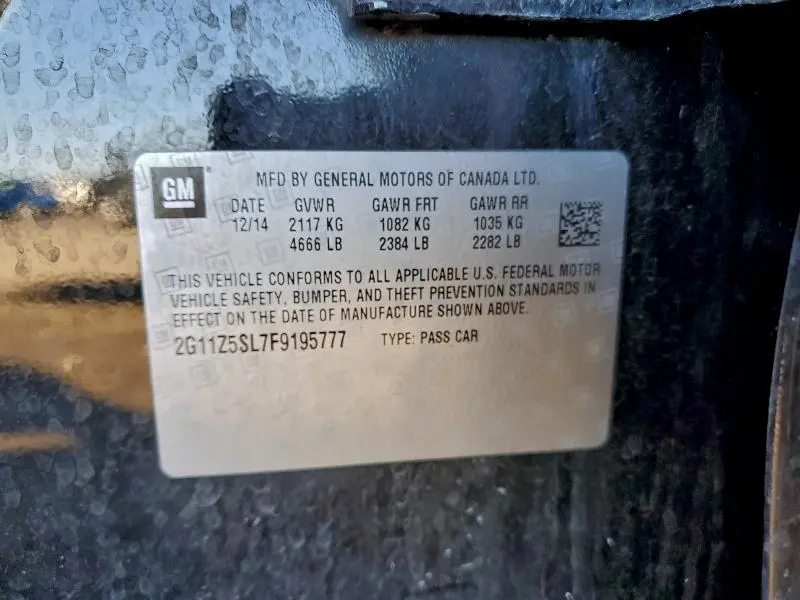 GM
MFD BY GENERAL MOTORS OF CANADA LTD.
DATE GVWR GAWR FRT GAWR RR
12/14 2117 KG 1082 KG 1035 KG
4666 LB 2384 LB 2282 LB
THIS VEHICLE CONFORMS TO ALL APPLICABLE U.S. FEDERAL MOTOR
VEHICLE SAFETY, BUMPER, AND THEFT PREVENTION STANDARDS IN
EFFECT ON THE DATE OF MANUFACTURE SHOWN ABOVE.
2G11Z5SL7F9195777 TYPE: PASS CAR